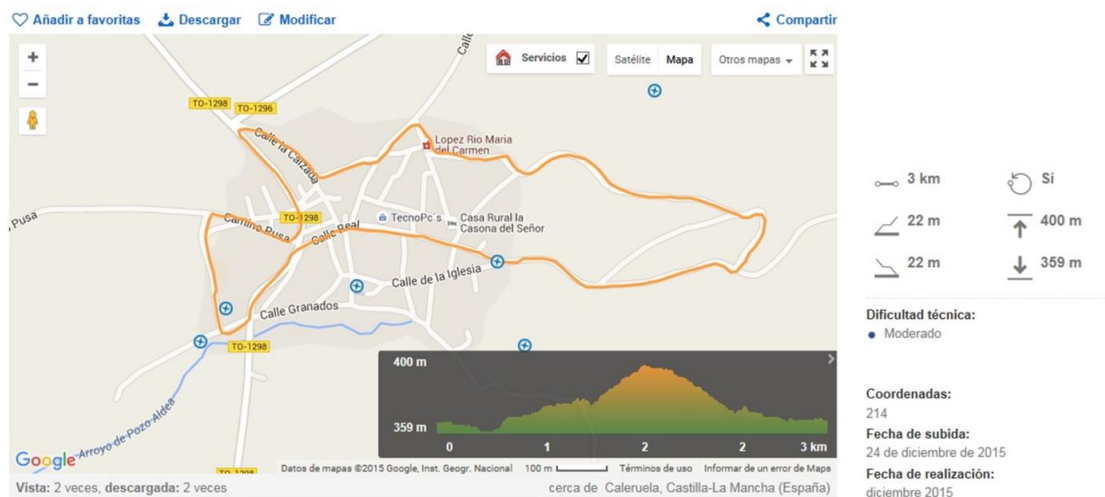 Añadir a favoritas Descargar Modificar Compartir
+
−
Servicios Satélite Mapa Otros mapas
Calle
TO-1298 TO-1296
Calle la Calzada
Lopez Rio Maria
del Carmen
Pusa
Camino Pusa
TO-1298
Calle Real
TecnoPc´s
Casa Rural la
Casona del Señor
Calle de la Iglesia
Calle Granados
TO-1298
Arroyo de Pozo Aldea
TO-1298
400 m
359 m
0 1 2 2 3 km
Google
Datos de mapas ©2015 Google, Inst. Geogr. Nacional 100 m Términos de uso Informar de un error de Maps
Vista: 2 veces, descargada: 2 veces cerca de Caleruela, Castilla-La Mancha (España)
3 km Sí
22 m 400 m
22 m 359 m
Dificultad técnica:
Moderado
Coordenadas:
214
Fecha de subida:
24 de diciembre de 2015
Fecha de realización:
diciembre 2015